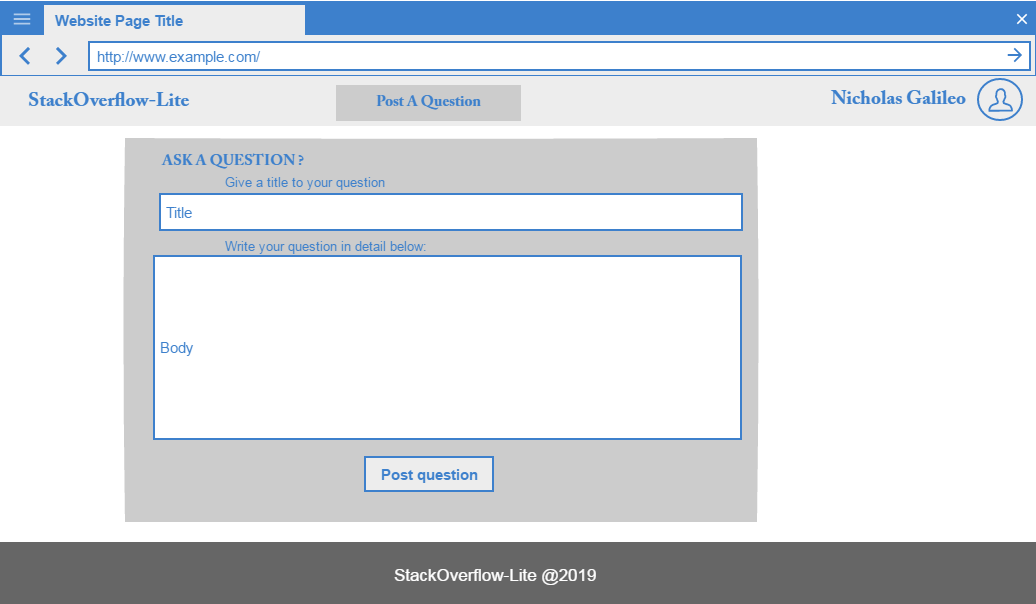 Website Page Title
http://www.example.com/
StackOverflow-Lite
Post A Question
Nicholas Galileo
ASK A QUESTION ?
Give a title to your question
Title
Write your question in detail below:
Body
Post question
StackOverflow-Lite @2019